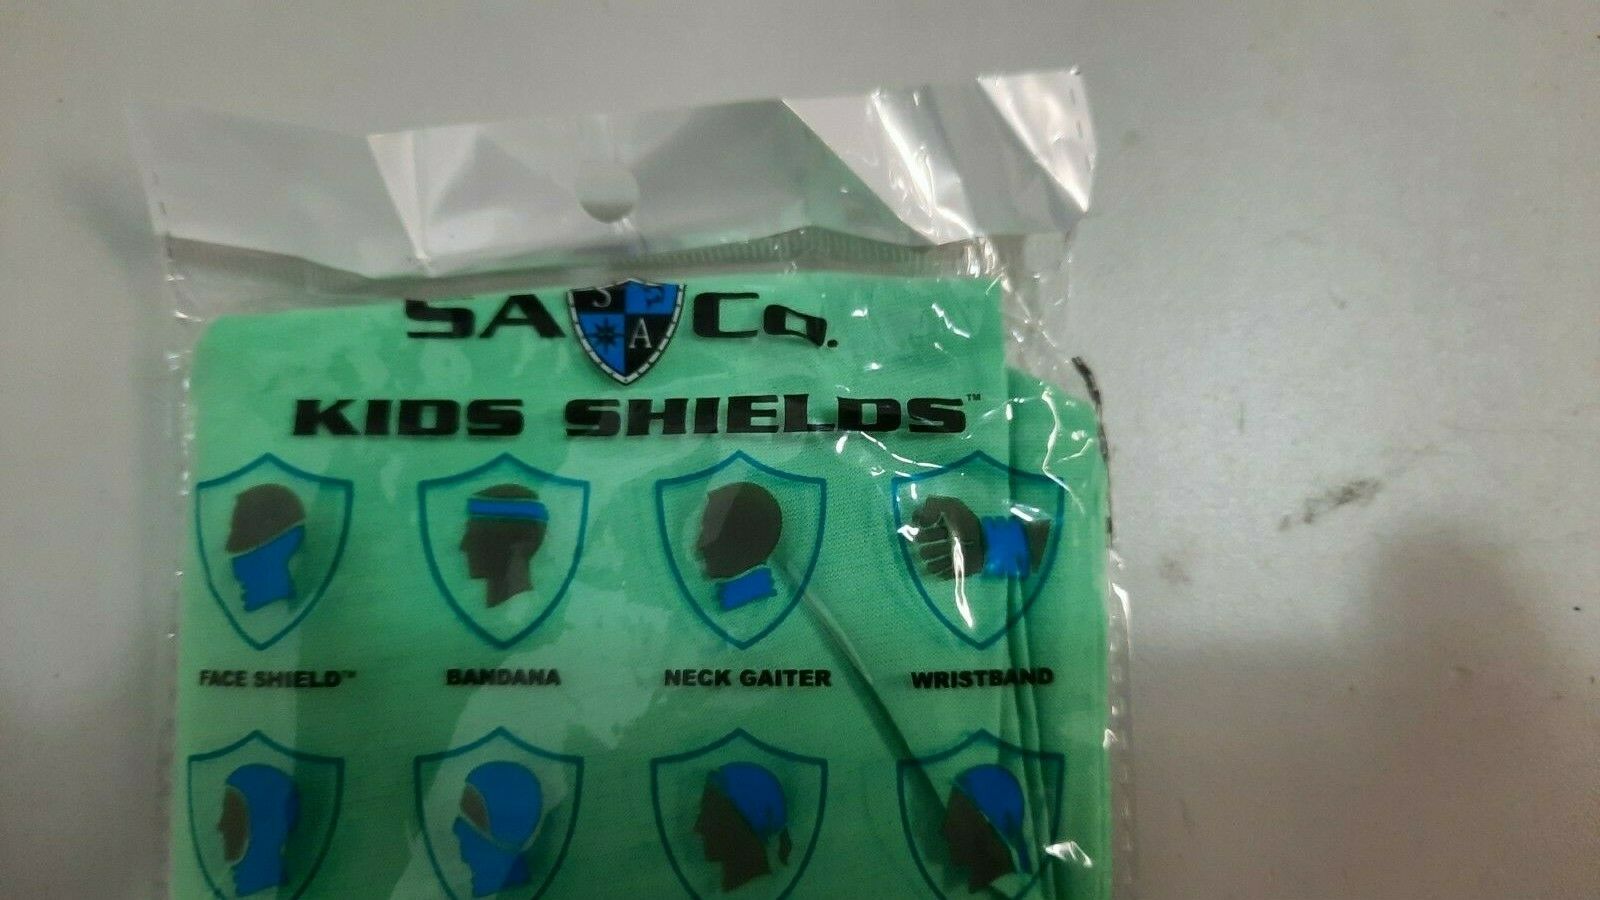 SA Co.
S A
KIDS SHIELDS™
FACE SHIELD™ BANDANA NECK GAITER WRISTBAND